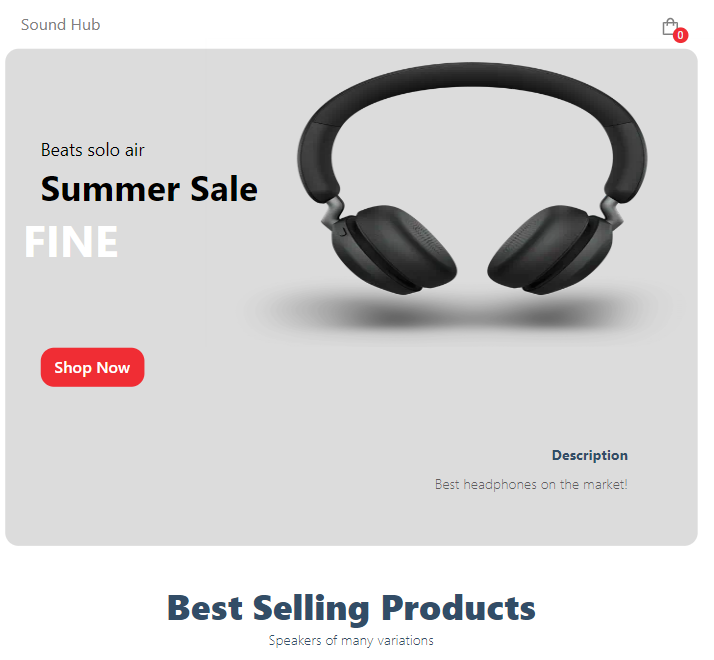 Sound Hub
0
Beats solo air
Summer Sale
FINE
Shop Now
Description
Best headphones on the market!
Best Selling Products
Speakers of many variations